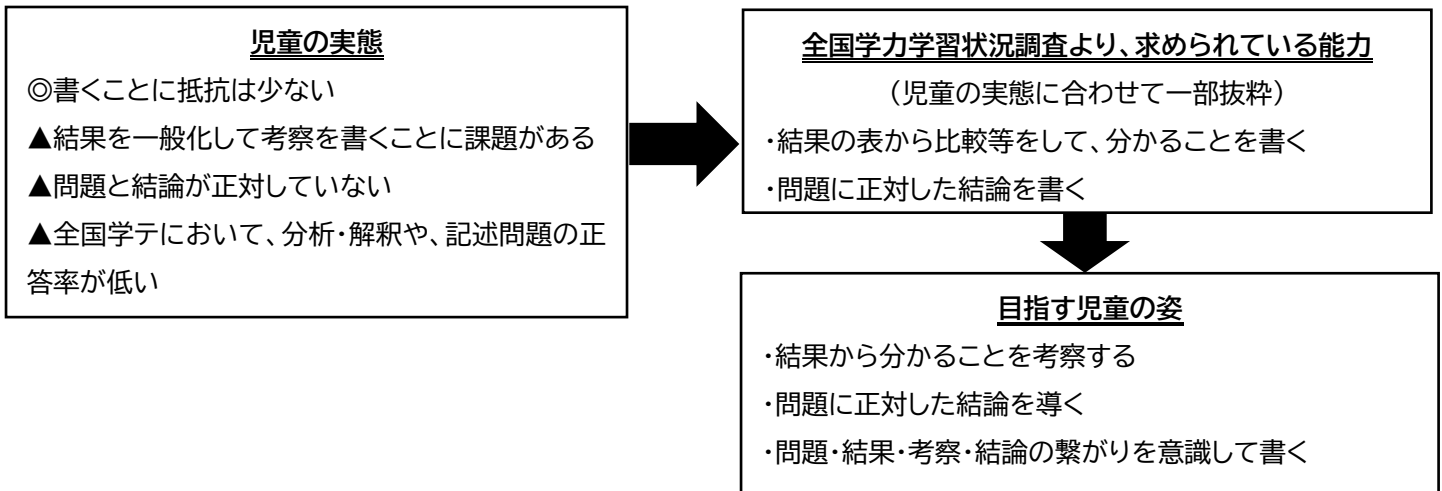 児童の実態
◎書くことに抵抗は少ない
▲結果を一般化して考察を書くことに課題がある
▲問題と結論が正対していない
▲全国学テにおいて、分析・解釈や、記述問題の正
答率が低い
全国学力学習状況調査より、求められている能力
（児童の実態に合わせて一部抜粋）
・結果の表から比較等をして、分かることを書く
・問題に正対した結論を書く
目指す児童の姿
・結果から分かることを考察する
・問題に正対した結論を導く
・問題・結果・考察・結論の繋がりを意識して書く